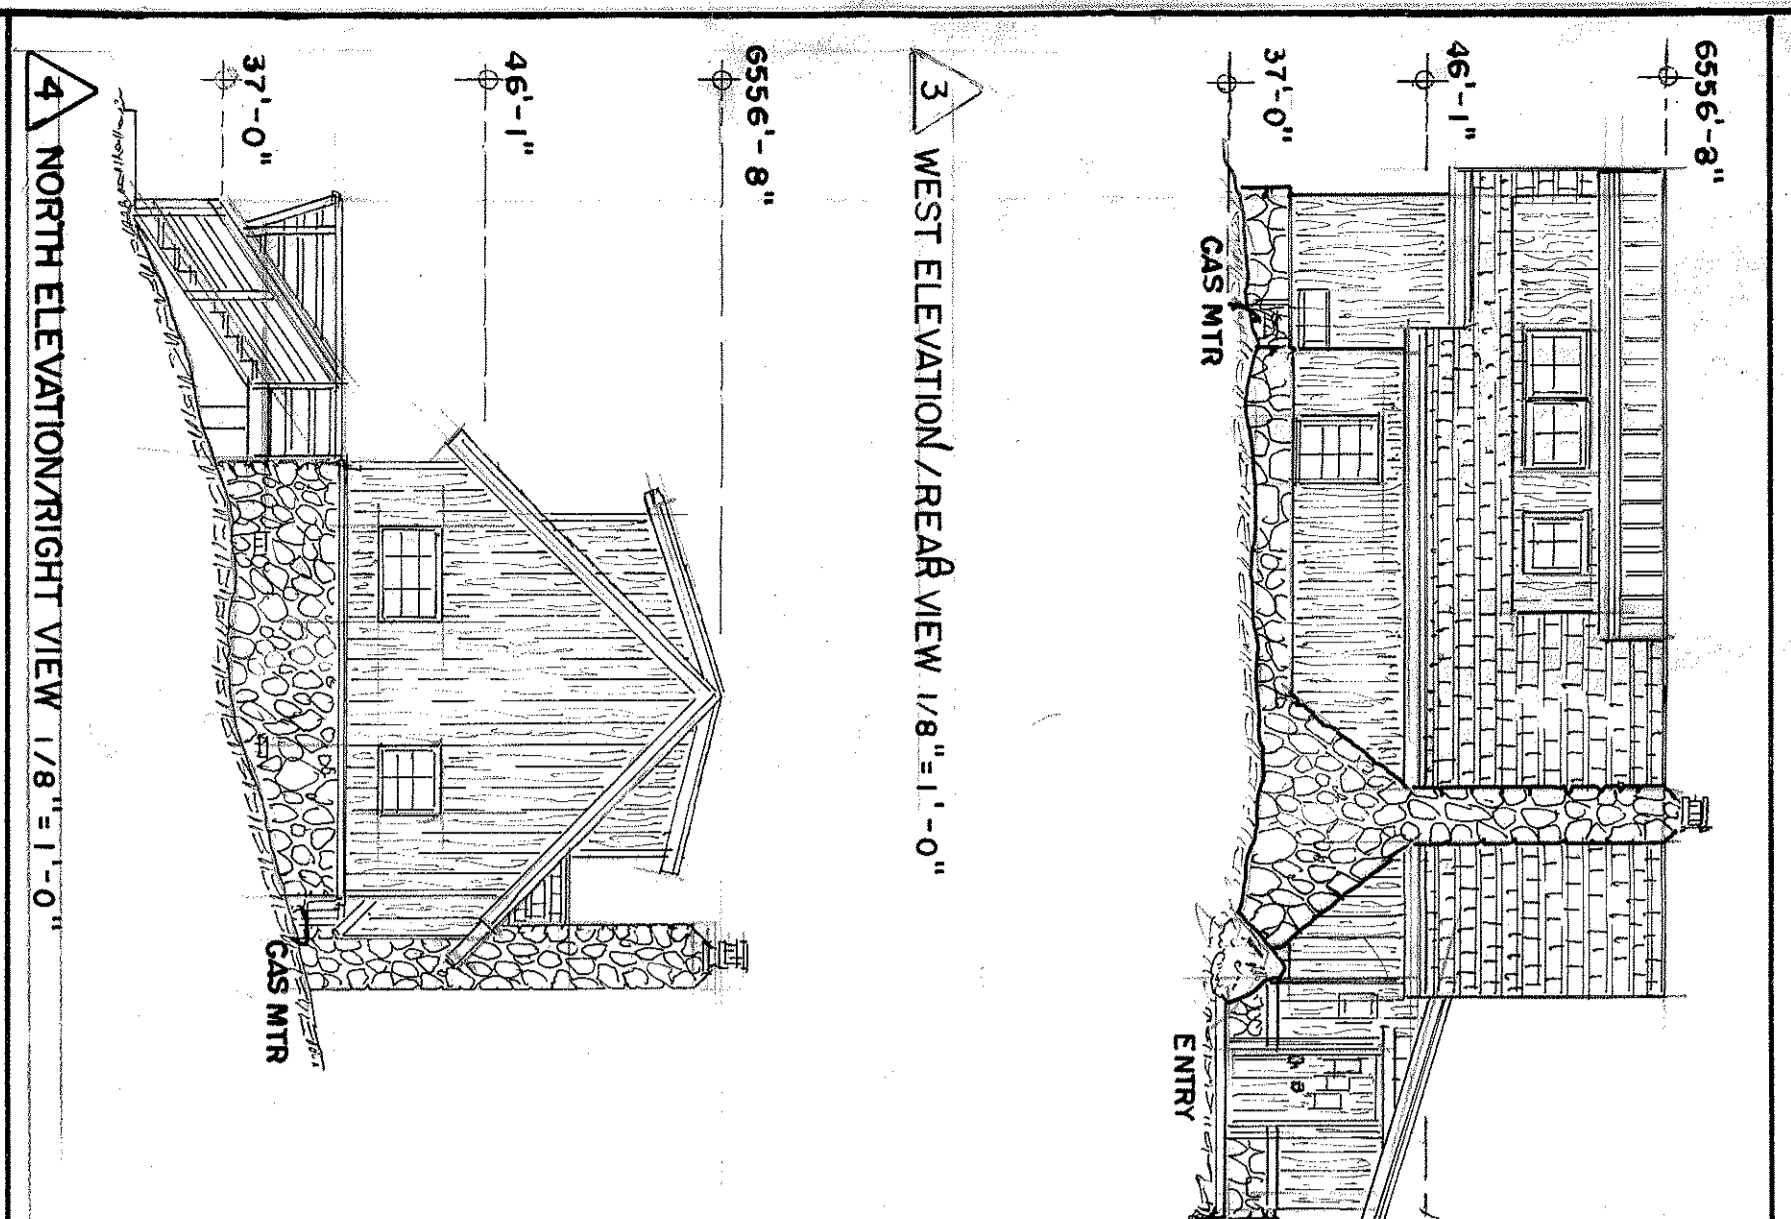 6556'-8"
46'-1"
37'-0"
GAS MTR
ENTRY
3 WEST ELEVATION/REAR VIEW 1/8"=1'-0"
6556'-8"
46'-1"
37'-0"
GAS MTR
4 NORTH ELEVATION/RIGHT VIEW 1/8"=1'-0"